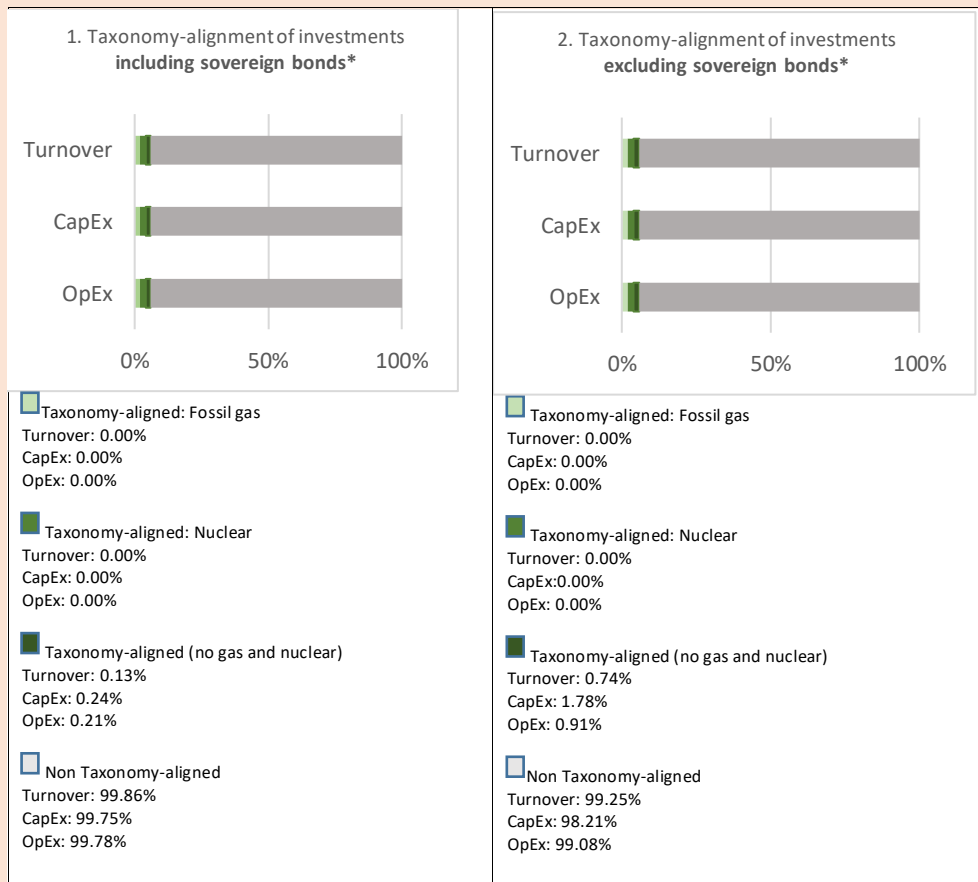 1. Taxonomy-alignment of investments
including sovereign bonds*
Turnover
CapEx
OpEx
0% 50% 100%
Taxonomy-aligned: Fossil gas
Turnover: 0.00%
CapEx: 0.00%
OpEx: 0.00%
Taxonomy-aligned: Nuclear
Turnover: 0.00%
CapEx: 0.00%
OpEx: 0.00%
Taxonomy-aligned (no gas and nuclear)
Turnover: 0.13%
CapEx: 0.24%
OpEx: 0.21%
Non Taxonomy-aligned
Turnover: 99.86%
CapEx: 99.75%
OpEx: 99.78%
2. Taxonomy-alignment of investments
excluding sovereign bonds*
Turnover
CapEx
OpEx
0% 50% 100%
Taxonomy-aligned: Fossil gas
Turnover: 0.00%
CapEx: 0.00%
OpEx: 0.00%
Taxonomy-aligned: Nuclear
Turnover: 0.00%
CapEx:0.00%
OpEx: 0.00%
Taxonomy-aligned (no gas and nuclear)
Turnover: 0.74%
CapEx: 1.78%
OpEx: 0.91%
Non Taxonomy-aligned
Turnover: 99.25%
CapEx: 98.21%
OpEx: 99.08%